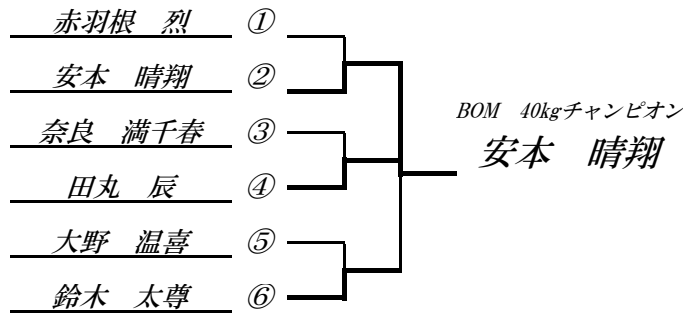 赤羽根　烈 ①
安本　晴翔 ②
奈良　満千春 ③
田丸　辰 ④
大野　温喜 ⑤
鈴木　太尊 ⑥
BOM　40kgチャンピオン
安本　晴翔